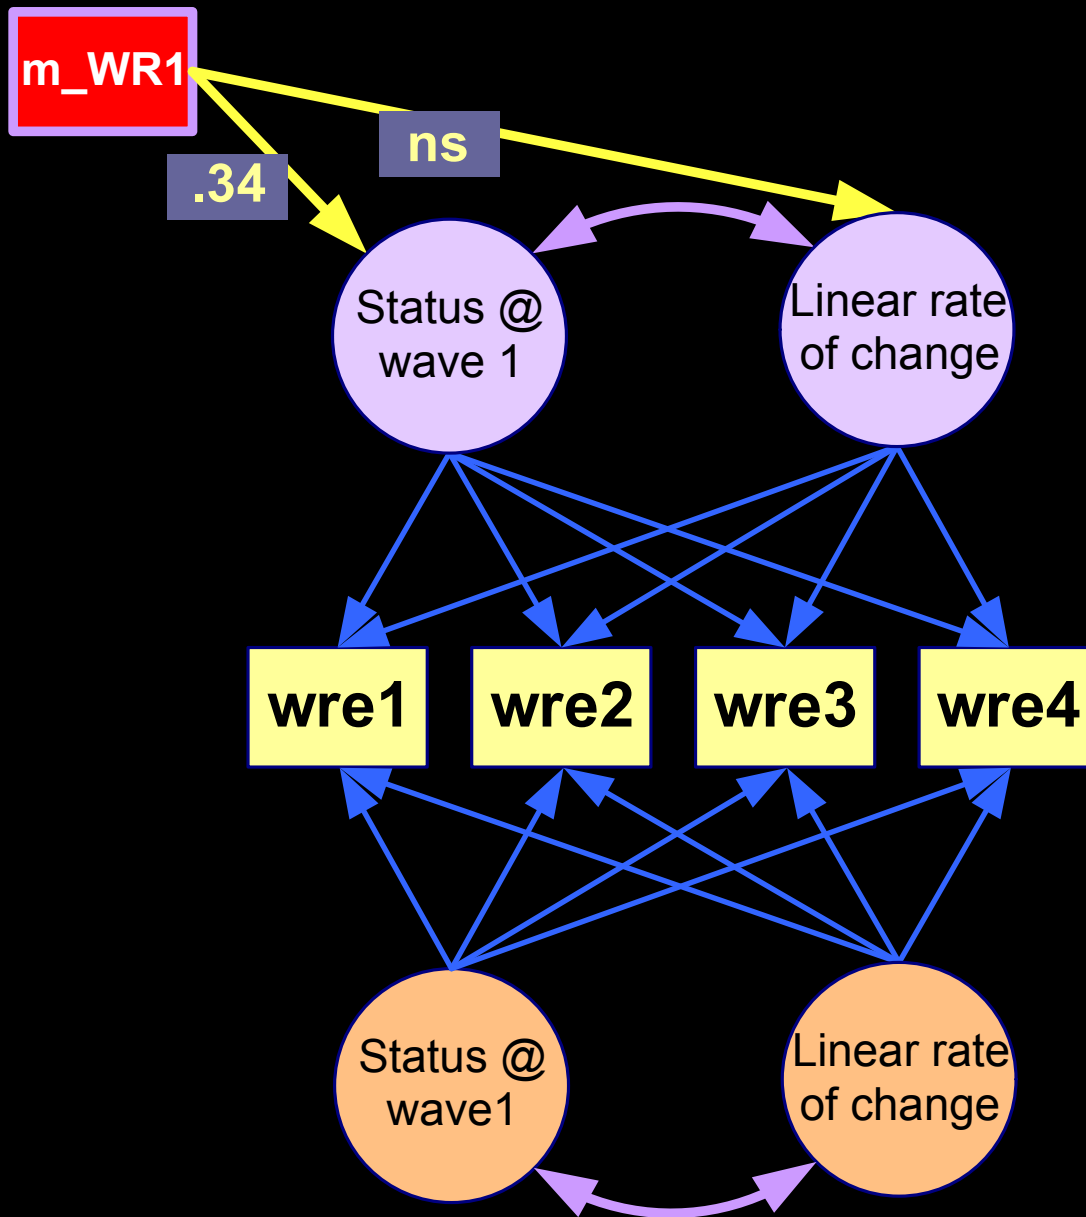 m_WR1
ns
.34
Status @
wave 1
Linear rate
of change
wre1
wre2
wre3
wre4
Status @
wave1
Linear rate
of change